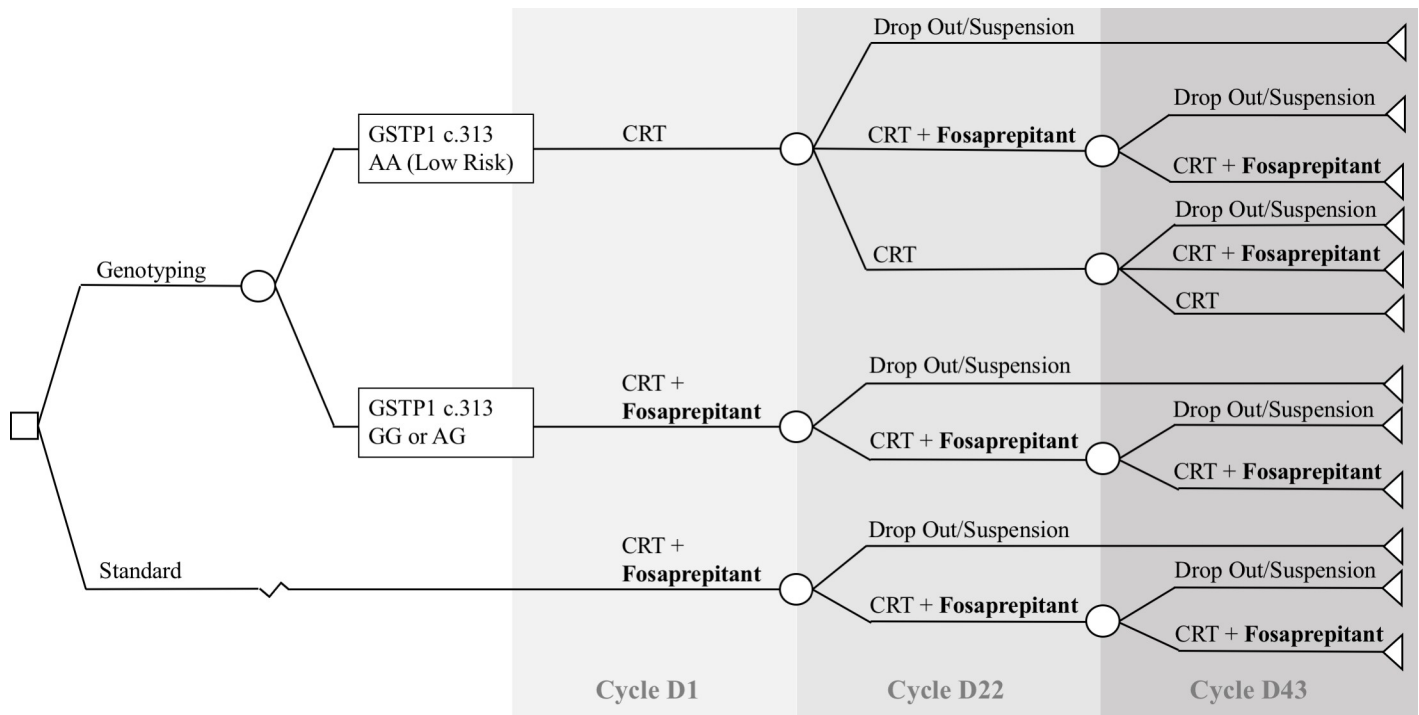 Drop Out/Suspension
Drop Out/Suspension
GSTP1 c.313
AA (Low Risk)
CRT
CRT + Fosaprepitant
CRT + Fosaprepitant
Drop Out/Suspension
Genotyping
CRT
CRT + Fosaprepitant
CRT
Drop Out/Suspension
GSTP1 c.313
GG or AG
CRT +
Fosaprepitant
Drop Out/Suspension
CRT + Fosaprepitant
CRT + Fosaprepitant
Drop Out/Suspension
Standard
CRT +
Fosaprepitant
Drop Out/Suspension
CRT + Fosaprepitant
CRT + Fosaprepitant
Cycle D1
Cycle D22
Cycle D43